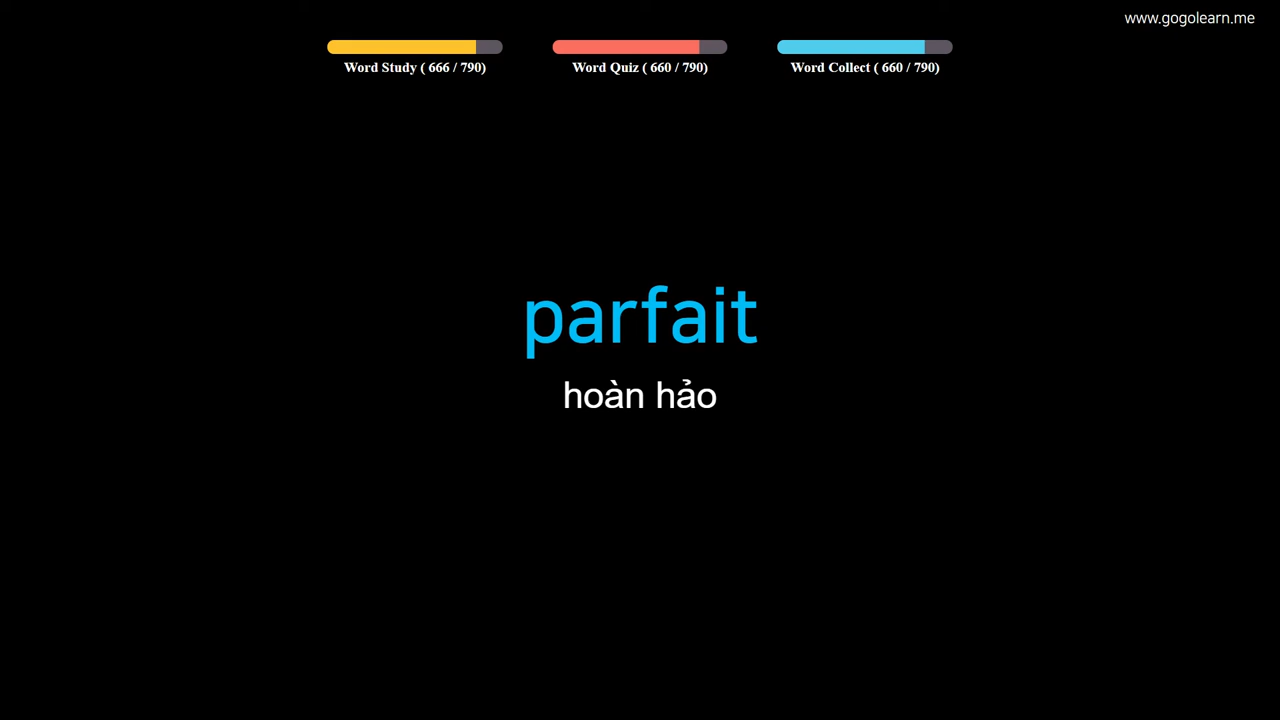 www.gogolearn.me
Word Study ( 666 / 790)
Word Quiz ( 660 / 790)
Word Collect ( 660 / 790)
parfait
hoàn hảo